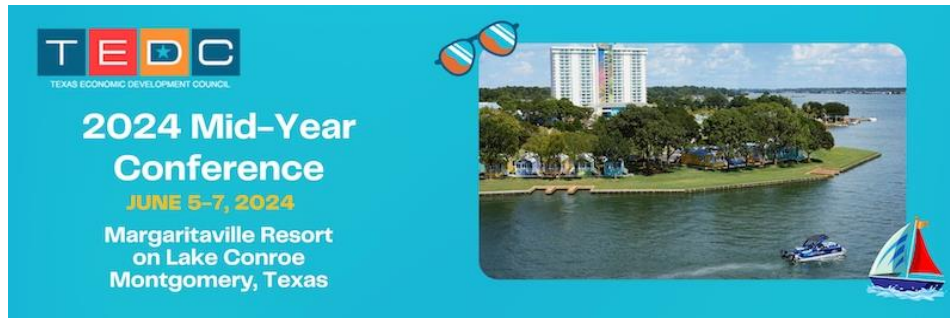 TEDC
TEXAS ECONOMIC DEVELOPMENT COUNCIL
2024 Mid-Year
Conference
JUNE 5-7, 2024
Margaritaville Resort
on Lake Conroe
Montgomery, Texas